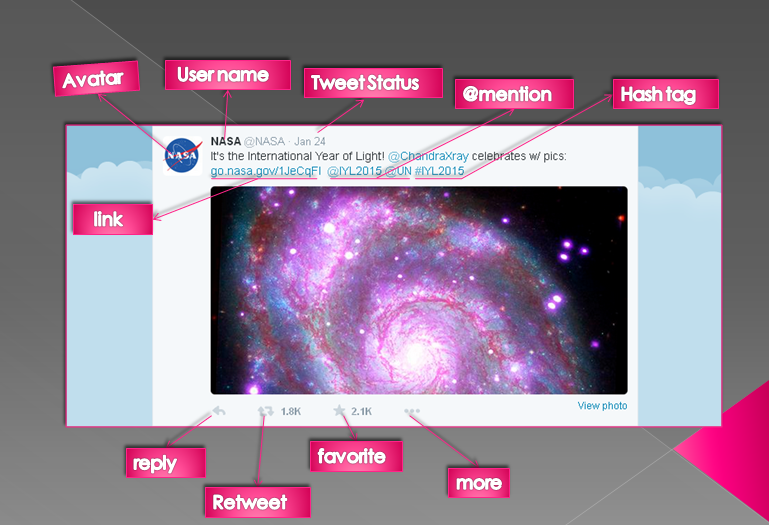 Avatar
User name
Tweet Status
@mention
Hash tag
NASA
NASA @NASA · Jan 24
It's the International Year of Light! @ChandraXray celebrates w/ pics:
go.nasa.gov/1JeCqFI @IYL2015 @UN #IYL2015
link
1.8K 2.1K
View photo
reply
favorite
Retweet
more